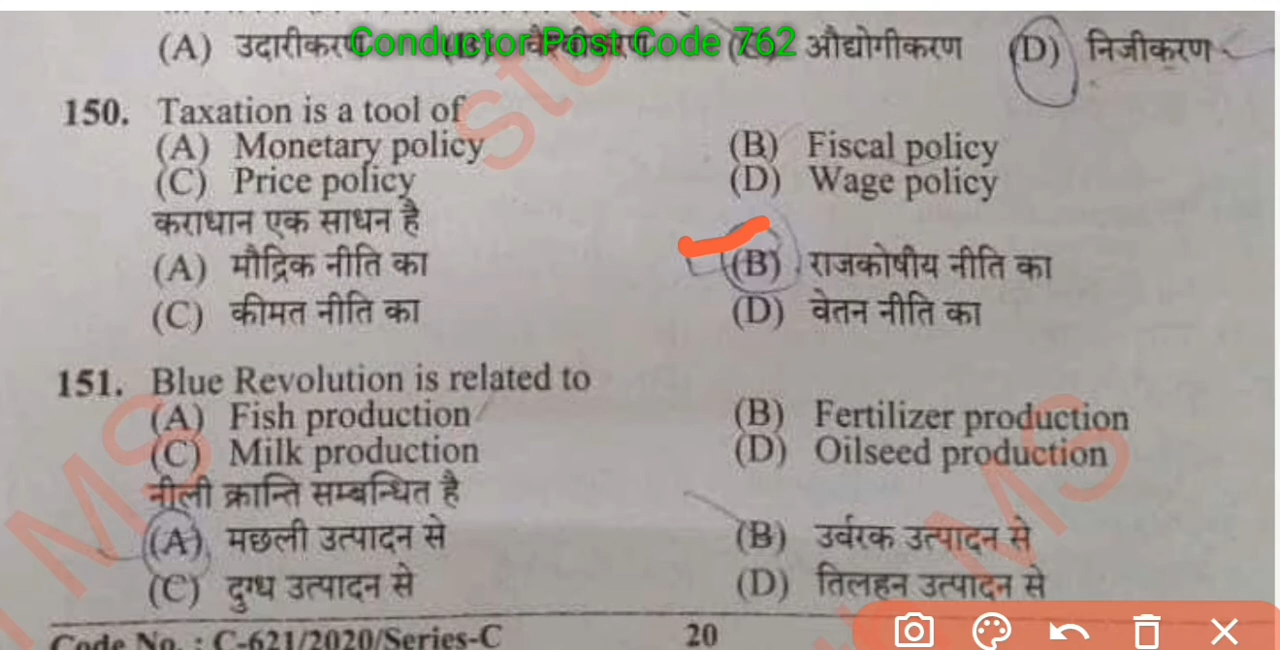 (A) उदारीकरण (B) वैश्वीकरण (C) औद्योगीकरण (D) निजीकरण
Conductor Post Code 762
150. Taxation is a tool of
(A) Monetary policy (B) Fiscal policy
(C) Price policy (D) Wage policy
कराधान एक साधन है
(A) मौद्रिक नीति का (B) राजकोषीय नीति का
(C) कीमत नीति का (D) वेतन नीति का
151. Blue Revolution is related to
(A) Fish production (B) Fertilizer production
(C) Milk production (D) Oilseed production
नीली क्रान्ति सम्बन्धित है
(A) मछली उत्पादन से (B) उर्वरक उत्पादन से
(C) दुग्ध उत्पादन से (D) तिलहन उत्पादन से
Code No. : C-621/2020/Series-C 20
MS
MS